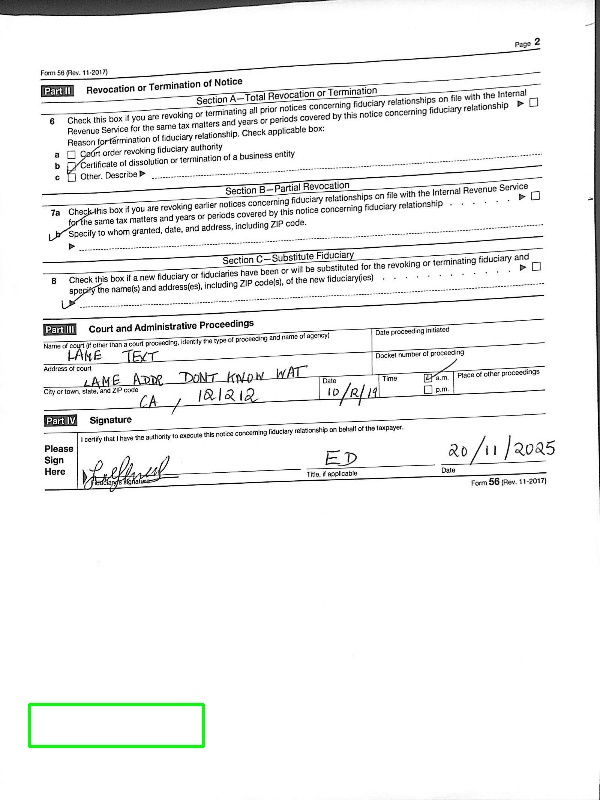 Page 2
Form 56 (Rev. 11-2017)
Part II Revocation or Termination of Notice
Section A—Total Revocation or Termination
6 Check this box if you are revoking or terminating all prior notices concerning fiduciary relationships on file with the Internal
Revenue Service for the same tax matters and years or periods covered by this notice concerning fiduciary relationship
Reason for termination of fiduciary relationship. Check applicable box:
a Court order revoking fiduciary authority
b Certificate of dissolution or termination of a business entity
c Other. Describe
Section B—Partial Revocation
7a Check this box if you are revoking earlier notices concerning fiduciary relationships on file with the Internal Revenue Service
for the same tax matters and years or periods covered by this notice concerning fiduciary relationship . . . . . .
b Specify to whom granted, date, and address, including ZIP code.
Section C—Substitute Fiduciary
8 Check this box if a new fiduciary or fiduciaries have been or will be substituted for the revoking or terminating fiduciary and
specify the name(s) and address(es), including ZIP code(s), of the new fiduciary(ies) . . . . . . . . . . . .
Part III Court and Administrative Proceedings
Name of court (if other than a court proceeding, identify the type of proceeding and name of agency) Date proceeding initiated
LAME TEXT
Address of court Docket number of proceeding
LAME ADDR DONT KNOW WAT
City or town, state, and ZIP code Date Time a.m. Place of other proceedings
CA, 121212 10/2/19 p.m.
Part IV Signature
I certify that I have the authority to execute this notice concerning fiduciary relationship on behalf of the taxpayer.
Please
Sign
Here
ED 20/11/2025
Fiduciary's signature Title, if applicable Date
Form 56 (Rev. 11-2017)